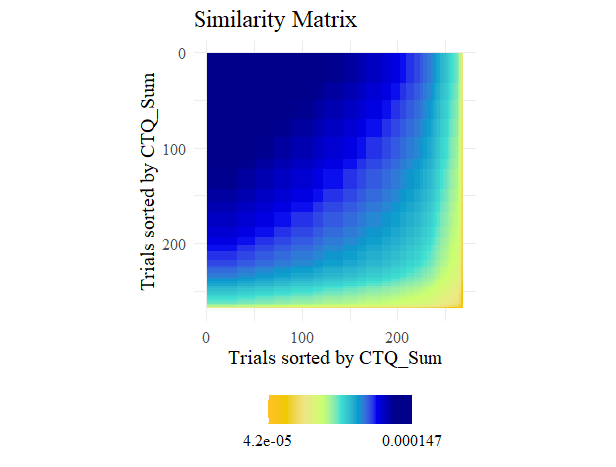 Similarity Matrix
Trials sorted by CTQ_Sum
0
100
200
0
100
200
Trials sorted by CTQ_Sum
4.2e-05
0.000147